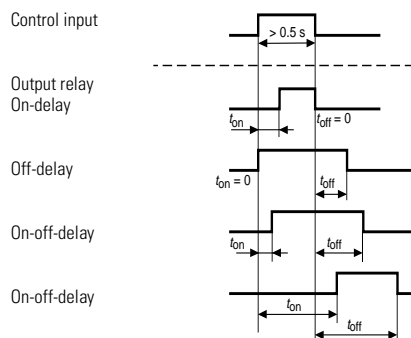 Control input
> 0.5 s
Output relay
On-delay
ton
toff = 0
Off-delay
ton = 0
toff
On-off-delay
ton
toff
On-off-delay
ton
toff